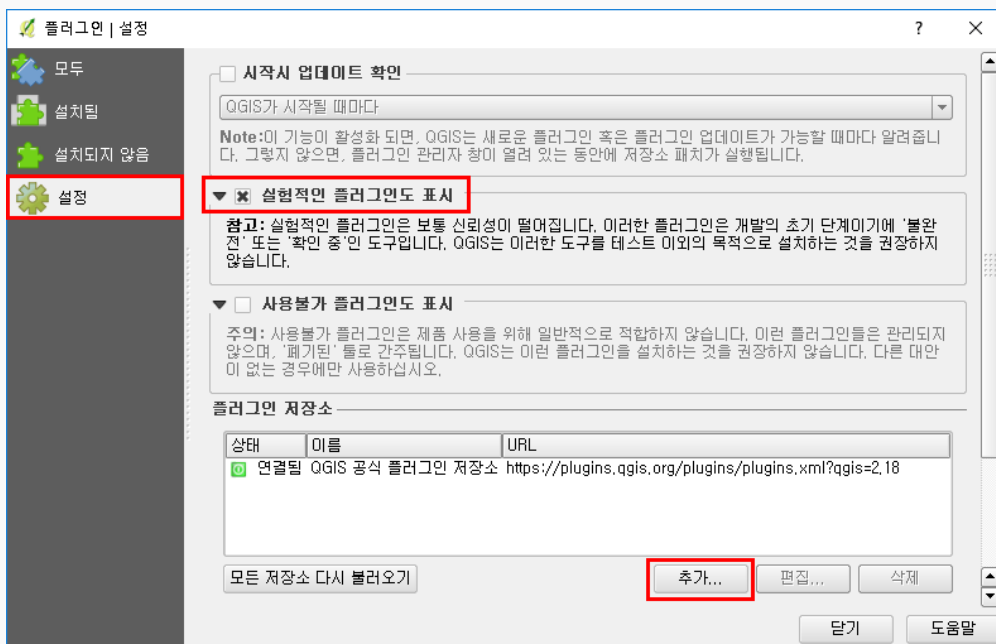 플러그인 | 설정
?
모두
설치됨
설치되지 않음
설정
시작시 업데이트 확인
QGIS가 시작될 때마다
Note:이 기능이 활성화 되면, QGIS는 새로운 플러그인 혹은 플러그인 업데이트가 가능할 때마다 알려줍니
다. 그렇지 않으면, 플러그인 관리자 창이 열려 있는 동안에 저장소 패치가 실행됩니다.
실험적인 플러그인도 표시
참고: 실험적인 플러그인은 보통 신뢰성이 떨어집니다. 이러한 플러그인은 개발의 초기 단계이기에 '불완
전' 또는 '확인 중'인 도구입니다. QGIS는 이러한 도구를 테스트 이외의 목적으로 설치하는 것을 권장하지
않습니다.
사용불가 플러그인도 표시
주의: 사용불가 플러그인은 제품 사용을 위해 일반적으로 적합하지 않습니다. 이런 플러그인들은 관리되지
않으며, '폐기된' 툴로 간주됩니다. QGIS는 이런 플러그인을 설치하는 것을 권장하지 않습니다. 다른 대안
이 없는 경우에만 사용하십시오.
플러그인 저장소
상태 이름 URL
연결됨 QGIS 공식 플러그인 저장소 https://plugins.qgis.org/plugins/plugins.xml?qgis=2.18
모든 저장소 다시 불러오기 추가... 편집... 삭제
닫기 도움말